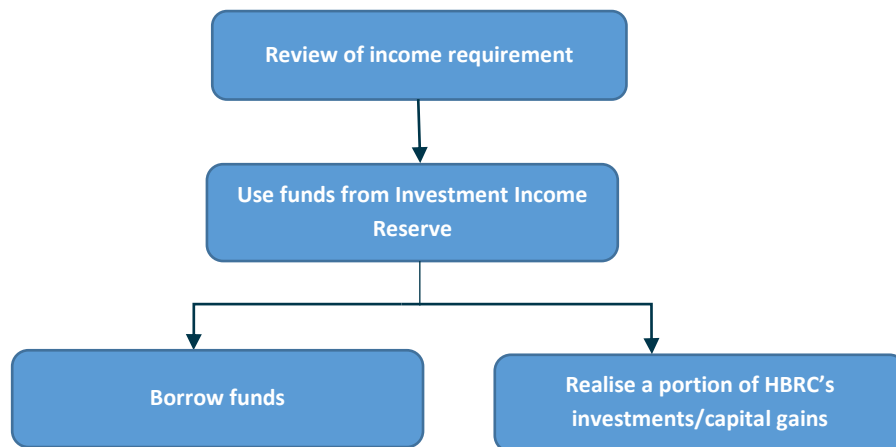 Review of income requirement
Use funds from Investment Income
Reserve
Borrow funds
Realise a portion of HBRC’s
investments/capital gains